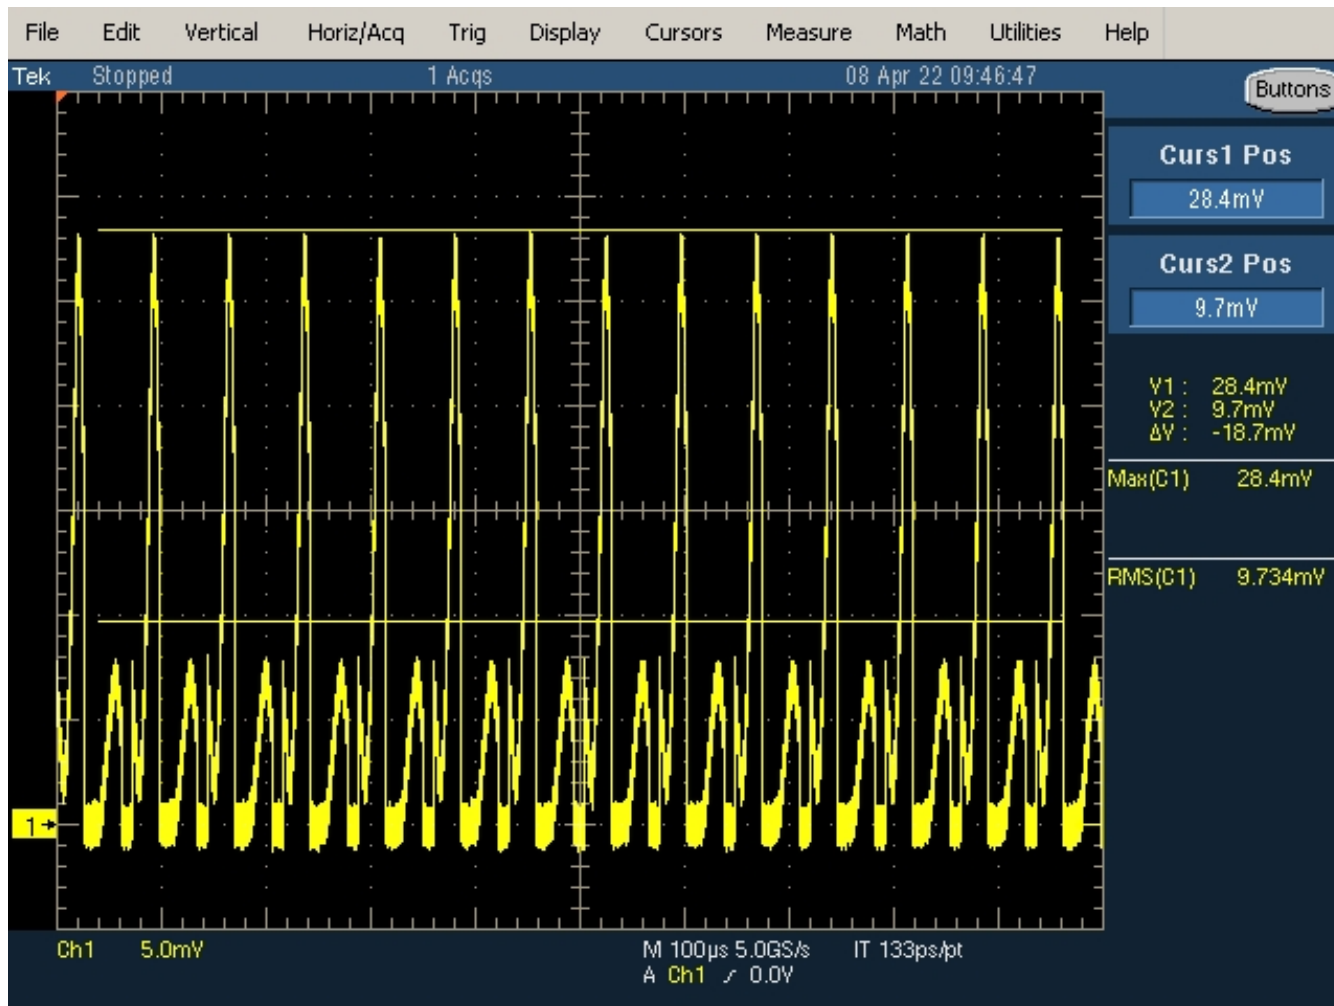 File Edit Vertical Horiz/Acq Trig Display Cursors Measure Math Utilities Help
Tek Stopped 1 Acqs 08 Apr 22 09:46:47
Buttons
Curs1 Pos
28.4mV
Curs2 Pos
9.7mV
V1 : 28.4mV
V2 : 9.7mV
ΔV : -18.7mV
Max(C1) 28.4mV
RMS(C1) 9.734mV
1
Ch1 5.0mV M 100µs 5.0GS/s IT 133ps/pt
A Ch1 / 0.0V